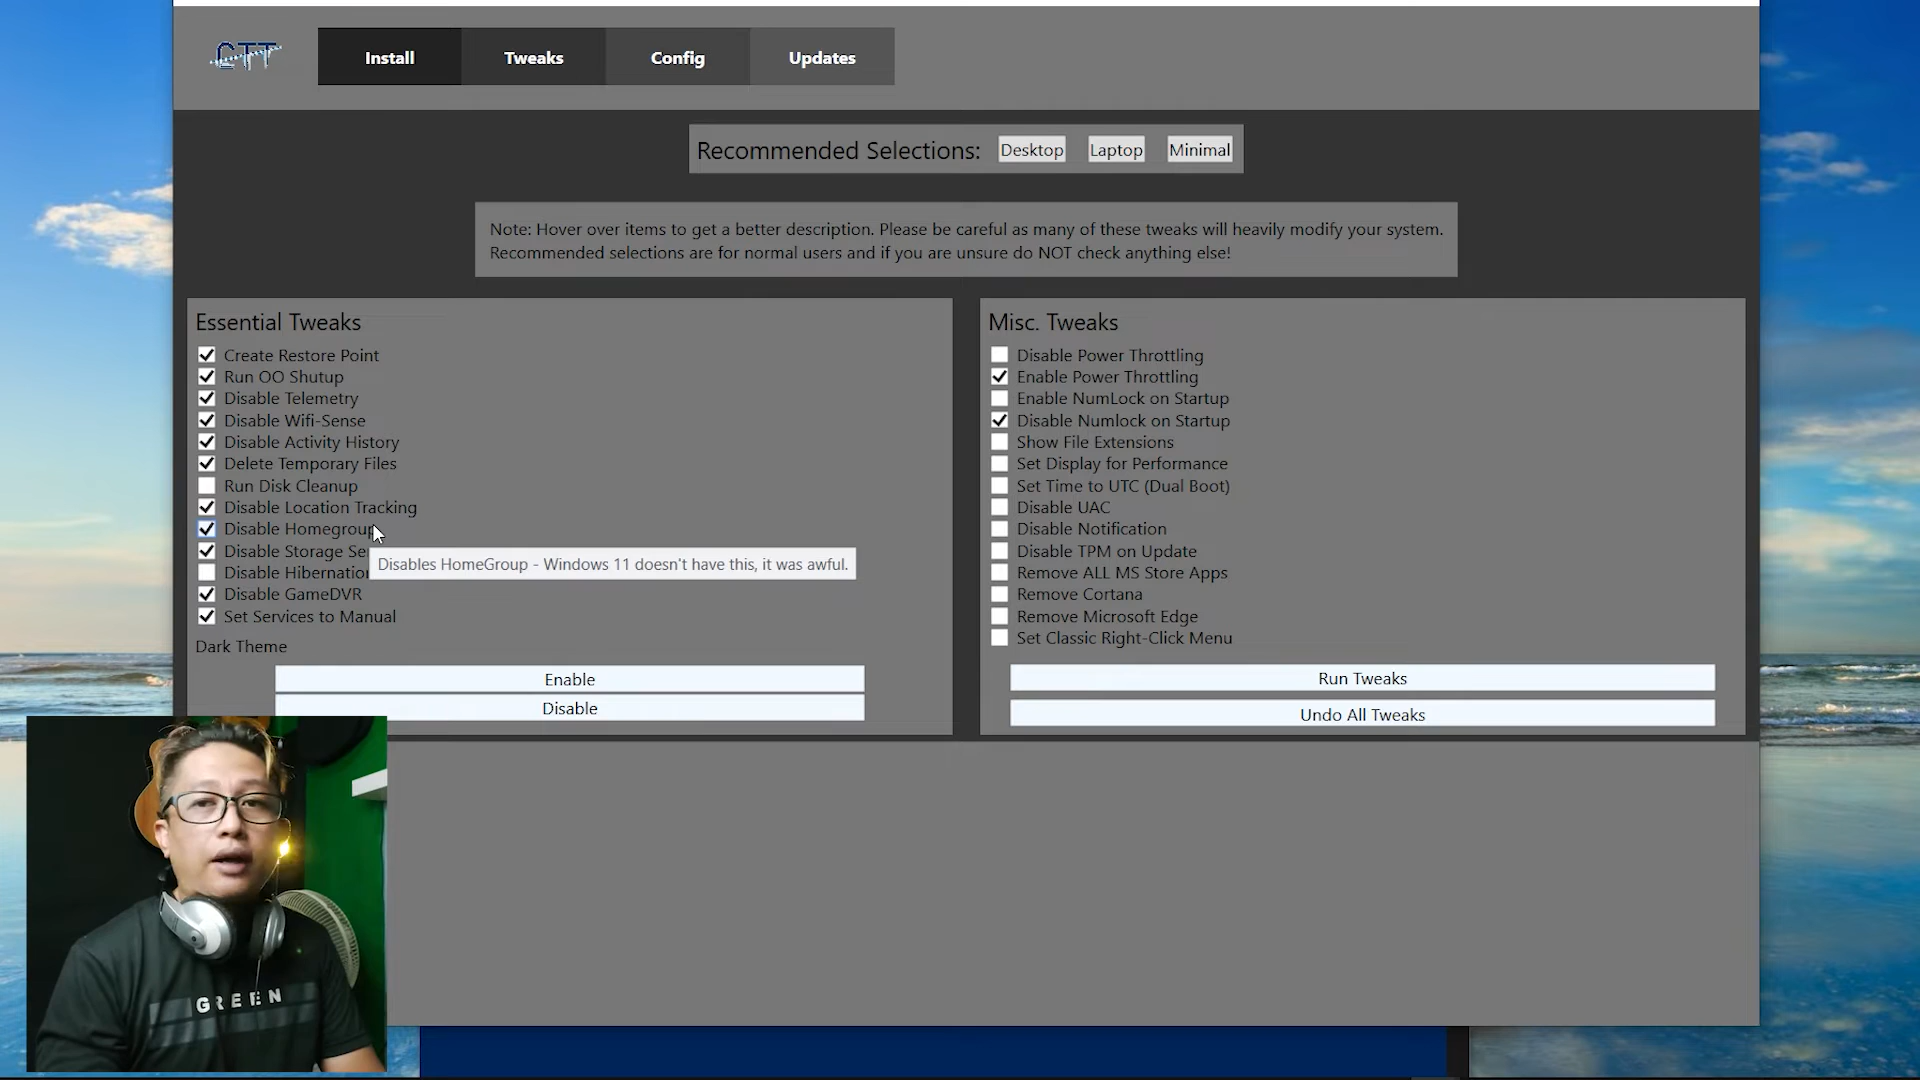 CTT
Install
Tweaks
Config
Updates
Recommended Selections:
Desktop
Laptop
Minimal
Note: Hover over items to get a better description. Please be careful as many of these tweaks will heavily modify your system.
Recommended selections are for normal users and if you are unsure do NOT check anything else!
Essential Tweaks
Create Restore Point
Run OO Shutup
Disable Telemetry
Disable Wifi-Sense
Disable Activity History
Delete Temporary Files
Run Disk Cleanup
Disable Location Tracking
Disable Homegroup
Disable Storage Se
Disables HomeGroup - Windows 11 doesn't have this, it was awful.
Disable Hibernation
Disable GameDVR
Set Services to Manual
Dark Theme
Enable
Disable
Misc. Tweaks
Disable Power Throttling
Enable Power Throttling
Enable NumLock on Startup
Disable Numlock on Startup
Show File Extensions
Set Display for Performance
Set Time to UTC (Dual Boot)
Disable UAC
Disable Notification
Disable TPM on Update
Remove ALL MS Store Apps
Remove Cortana
Remove Microsoft Edge
Set Classic Right-Click Menu
Run Tweaks
Undo All Tweaks
GREEN